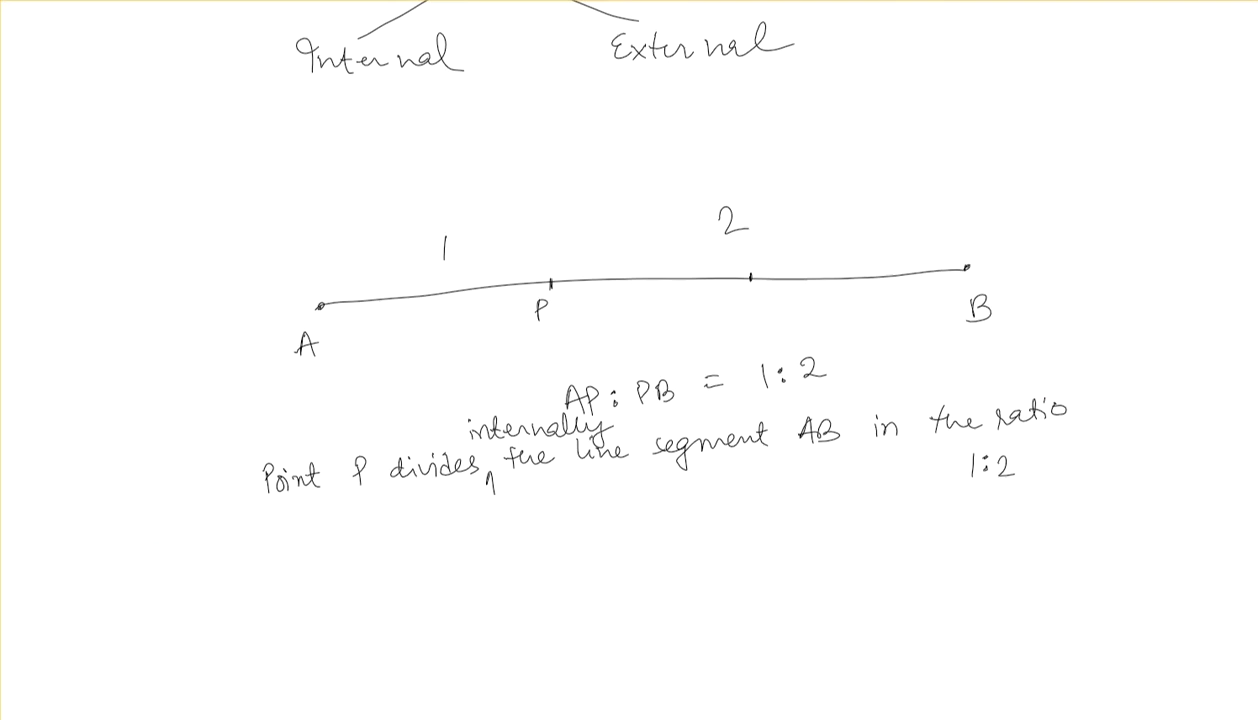 Internal External
1 2
A P B
AP : PB = 1 : 2
internally
Point P divides ^ the line segment AB in the ratio
1 : 2